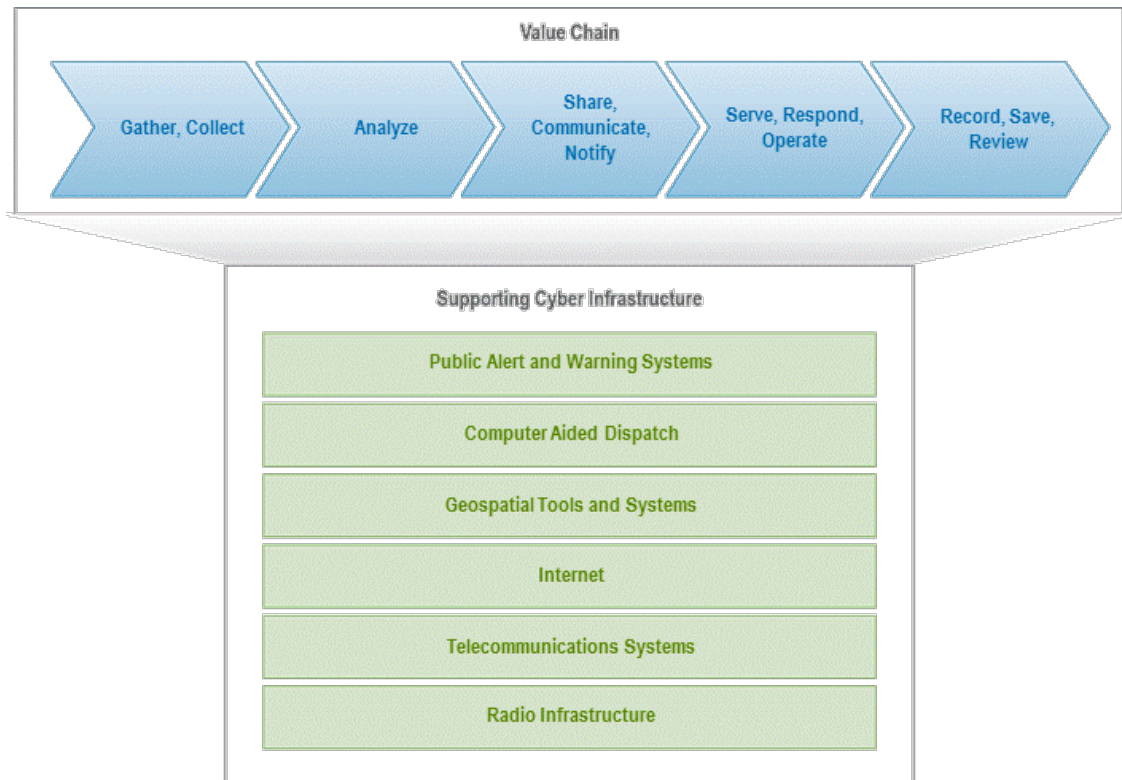 Value Chain
Gather, Collect
Analyze
Share,
Communicate,
Notify
Serve, Respond,
Operate
Record, Save,
Review
Supporting Cyber Infrastructure
Public Alert and Warning Systems
Computer Aided Dispatch
Geospatial Tools and Systems
Internet
Telecommunications Systems
Radio Infrastructure